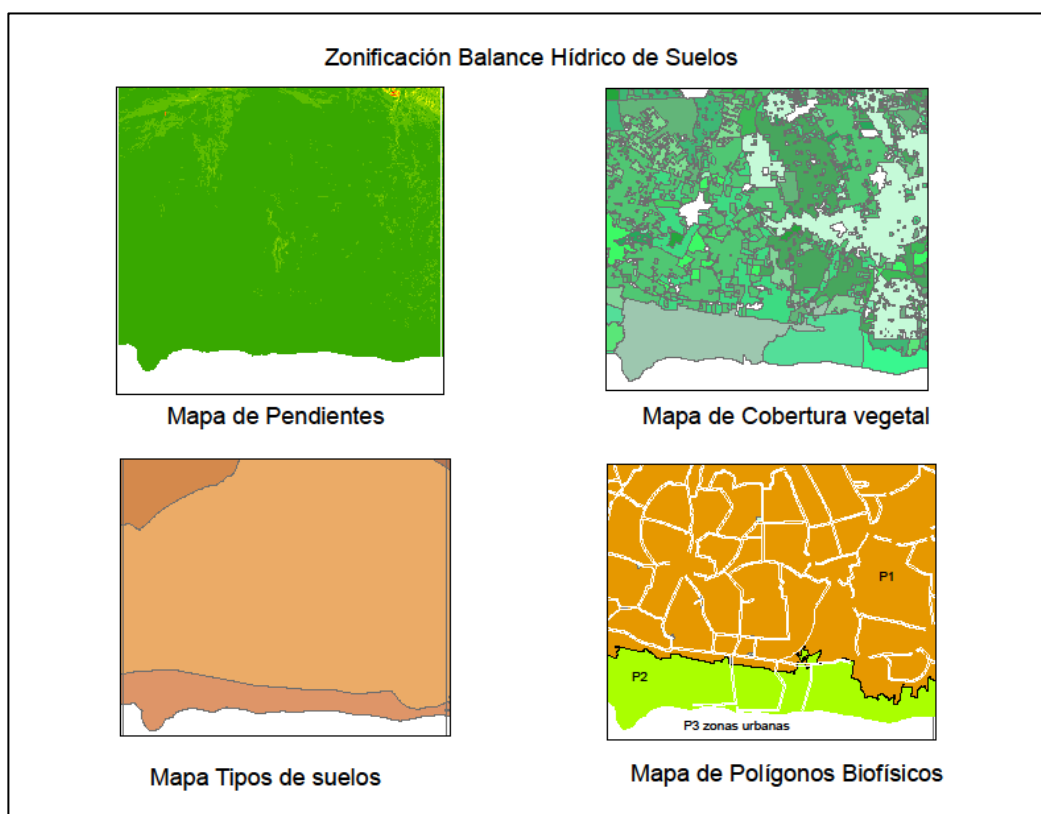 Zonificación Balance Hídrico de Suelos
Mapa de Pendientes
Mapa de Cobertura vegetal
P1
P2
P3 zonas urbanas
Mapa Tipos de suelos
Mapa de Polígonos Biofísicos